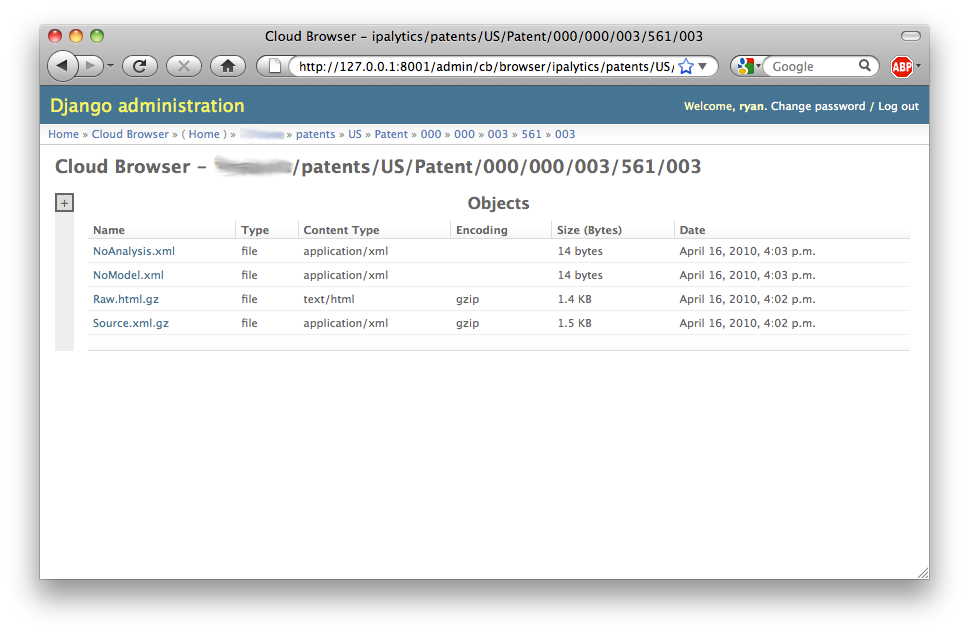 Cloud Browser – ipalytics/patents/US/Patent/000/000/003/561/003
http://127.0.0.1:8001/admin/cb/browser/ipalytics/patents/US/ Google ABP
Django administration Welcome, ryan. Change password / Log out
Home » Cloud Browser » ( Home ) » » patents » US » Patent » 000 » 000 » 003 » 561 » 003
Cloud Browser – /patents/US/Patent/000/000/003/561/003
+ Objects
Name Type Content Type Encoding Size (Bytes) Date
NoAnalysis.xml file application/xml 14 bytes April 16, 2010, 4:03 p.m.
NoModel.xml file application/xml 14 bytes April 16, 2010, 4:03 p.m.
Raw.html.gz file text/html gzip 1.4 KB April 16, 2010, 4:02 p.m.
Source.xml.gz file application/xml gzip 1.5 KB April 16, 2010, 4:02 p.m.